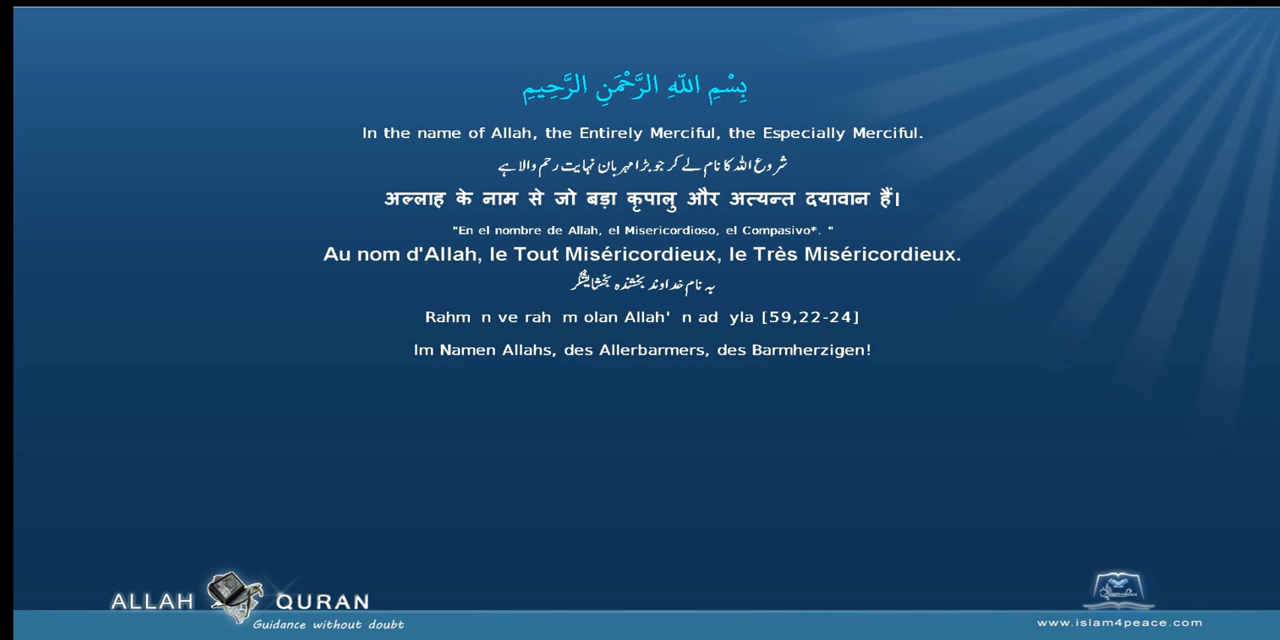 بِسْمِ اللّٰهِ الرَّحْمَٰنِ الرَّحِيمِ
In the name of Allah, the Entirely Merciful, the Especially Merciful.
شروع الله کا نام لے کر جو بڑا مہربان نہایت رحم والا ہے
अल्लाह के नाम से जो बड़ा कृपालु और अत्यन्त दयावान हैं।
"En el nombre de Allah, el Misericordioso, el Compasivo*. "
Au nom d'Allah, le Tout Miséricordieux, le Très Miséricordieux.
به نام خداوند بخشنده بخشایشگر
Rahm n ve rah m olan Allah' n ad yla [59,22-24]
Im Namen Allahs, des Allerbarmers, des Barmherzigen!
ALLAH QURAN
Guidance without doubt
www.islam4peace.com